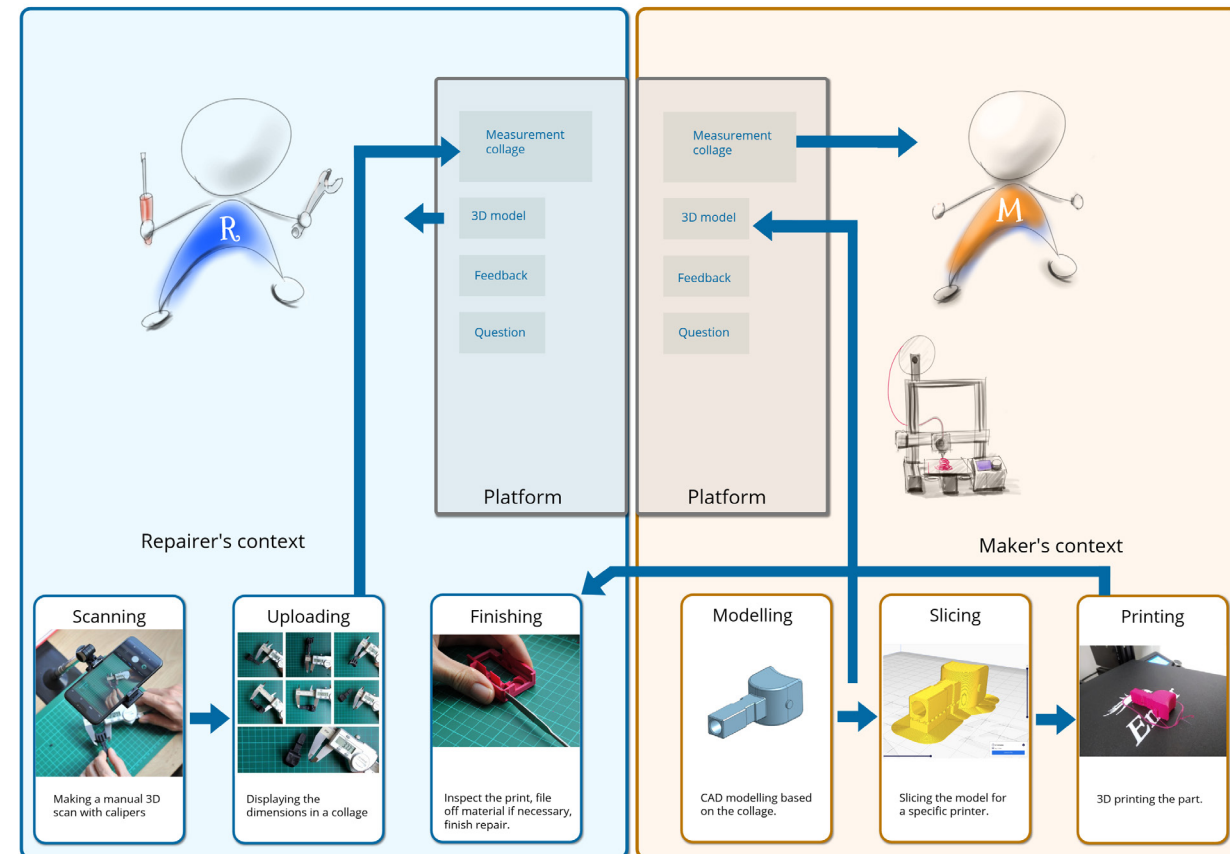 R
M
Measurement
collage
3D model
Feedback
Question
Platform
Measurement
collage
3D model
Feedback
Question
Platform
Repairer's context
Maker's context
Scanning
Making a manual 3D
scan with calipers
Uploading
Displaying the
dimensions in a collage
Finishing
Inspect the print, file
off material if necessary,
finish repair.
Modelling
CAD modelling based
on the collage.
Slicing
Slicing the model for
a specific printer.
Printing
3D printing the part.